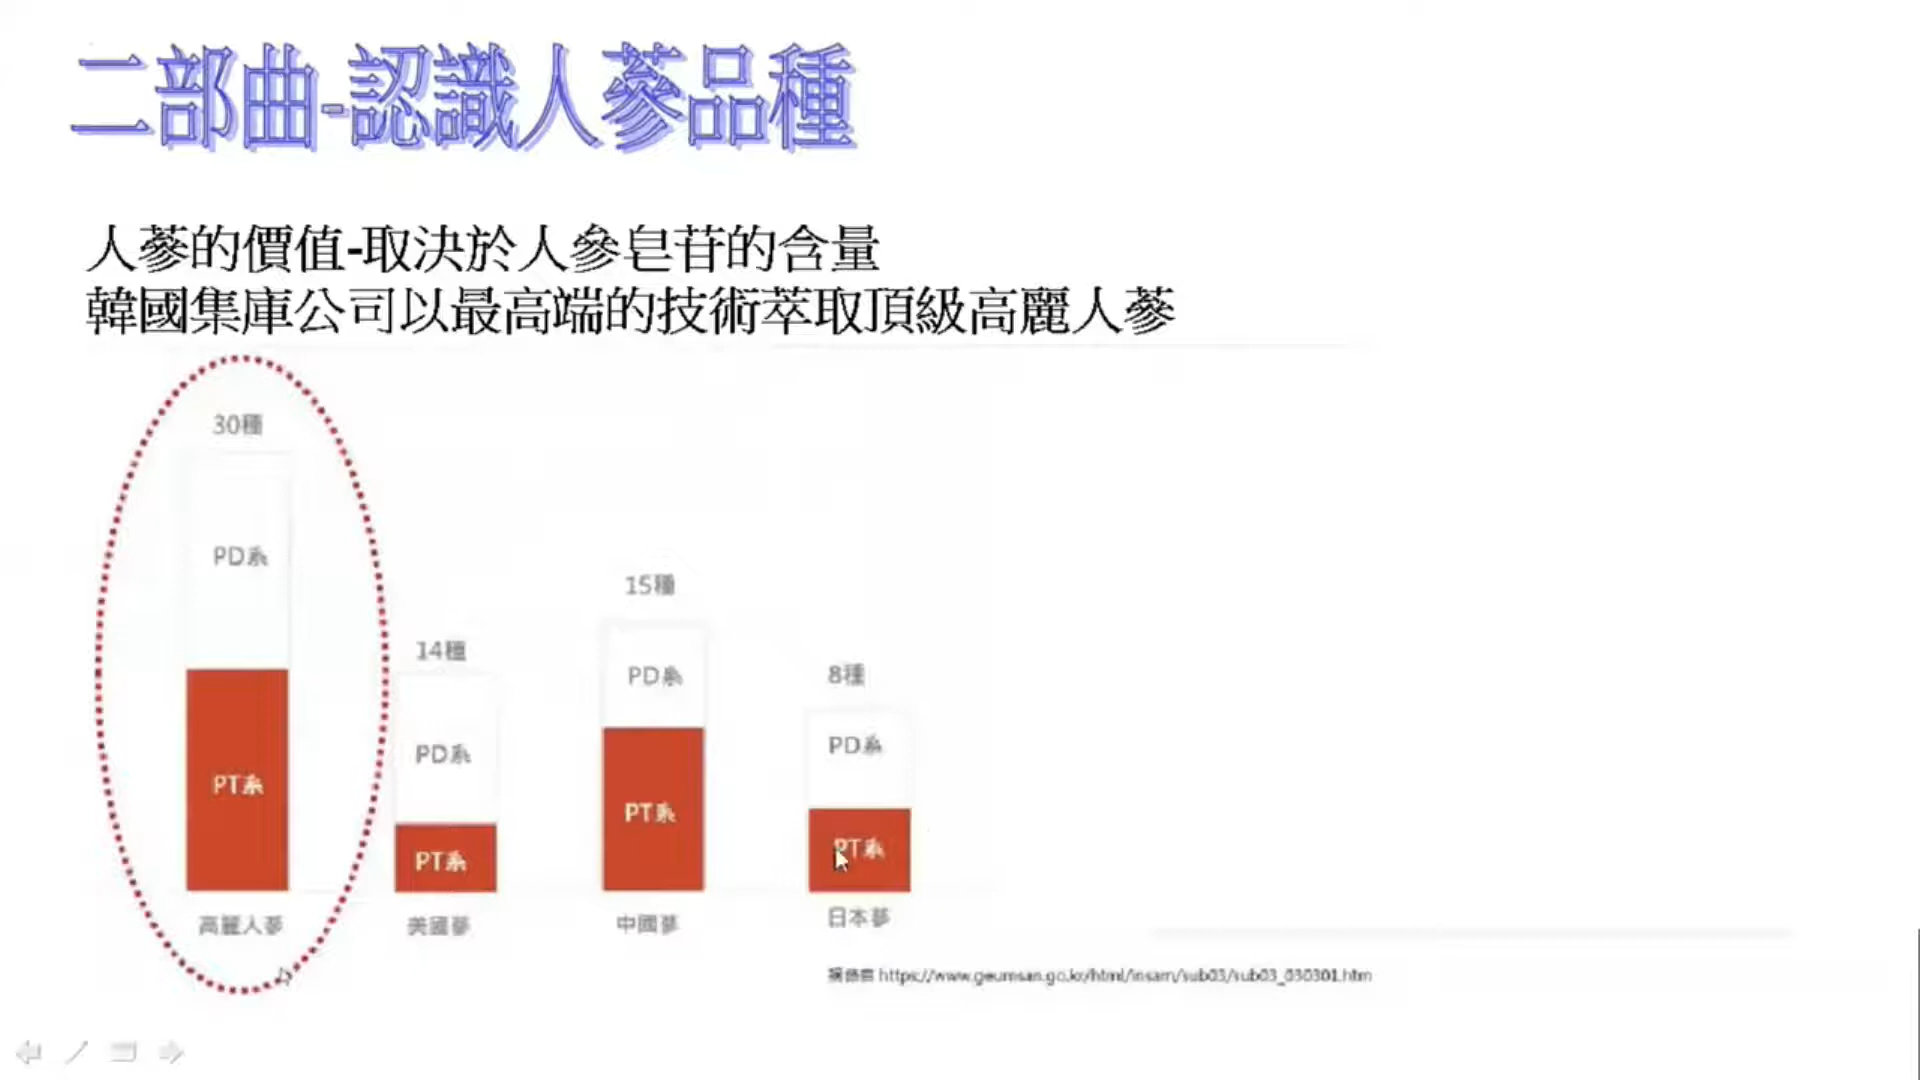 二部曲-認識人蔘品種
人蔘的價值-取決於人參皂苷的含量
韓國集庫公司以最高端的技術萃取頂級高麗人蔘
30種
PD系
PT系
高麗人蔘
14種
PD系
PT系
美國蔘
15種
PD系
PT系
中國蔘
8種
PD系
PT系
日本蔘
https://www.geumsan.go.kr/html/insam/sub03/sub03_030301.htm